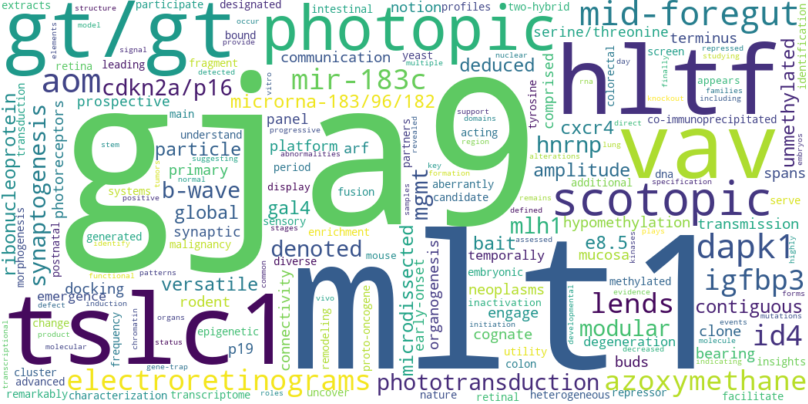 extracts participate designated intestinal notion profiles two-hybrid
gt/gt photopic mid-foregut
structure occur bound communication yeast serine/threonine terminus
model elements signal provide multiple nuclear repressed studying identification
retina fragment leading detected screen
aom cdkn2a/p16 mir-183c deduced hltf
transduction prospective microrna-183/96/182 comprised colorectal day appears families including finally
ribonucleoprotein photoreceptors synaptogenesis
main vitro stem understand particle panel acting platform arf partners support domains region tyrosine rna knockout direct lung co-immunoprecipitated unmethylated embryos
gja9 cxcr4 hnrnp vav
progressive abnormalities period key formation candidate revealed samples
suggesting normal primary display fusion mgmt aberrantly amplitude additional dna spans
morphogenesis postnatal systems positive tumors b-wave gal4 sensory
alterations remains defined specification plays scotopic serve
generated global synaptic enrichment mlh1 hypomethylation transmission
identify functional patterns malignancy diverse mouse bait e8.5 mucosa kinases assessed temporally evidence highly
denoted dapk1
emergence versatile common vivo microdissected early-onset organogenesis embryonic neoplasms methylated igfbp3
docking rodent connectivity remodeling proto-oncogene inactivation initiation engage developmental forms mutations
tslc1 mlt1 lends contiguous
change epigenetic defect induction transcriptional product molecular organs status frequency chromatin events decreased molecule
cognate modular id4
p19 gene-trap utility degeneration clone bearing
cluster advanced uncover colon buds indicating insights
electroretinograms phototransduction azoxymethane
remarkably characterization transcriptome roles nature retinal heterogeneous repressor facilitate